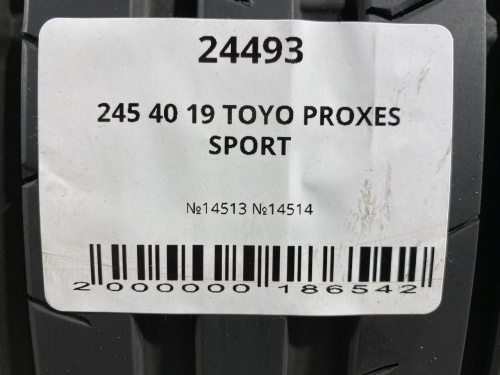 24493
245 40 19 TOYO PROXES
SPORT
№14513 №14514
2 000000 186542